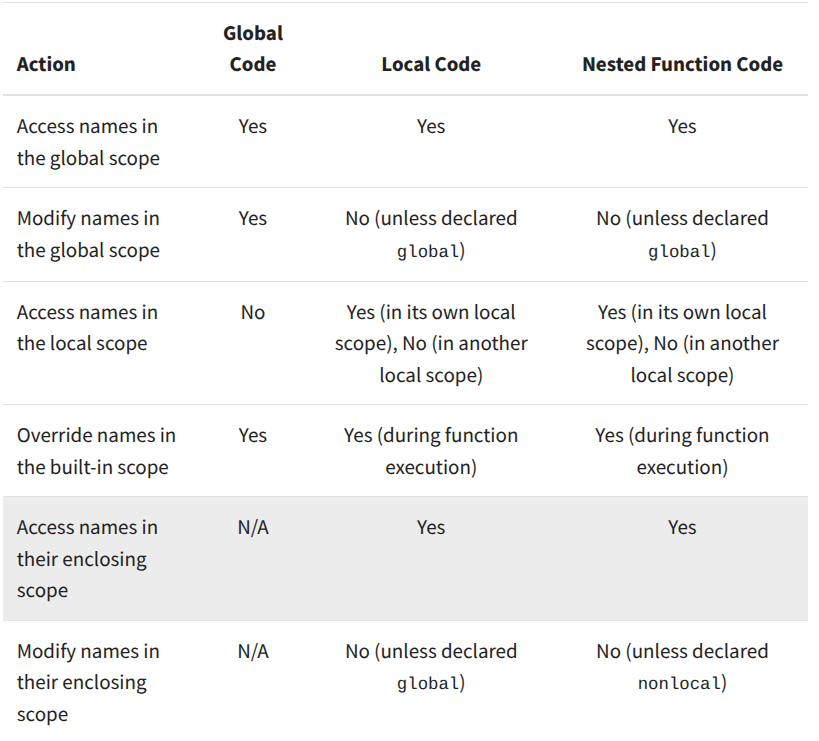 Global
Action Code Local Code Nested Function Code
Access names in Yes Yes Yes
the global scope
Modify names in Yes No (unless declared No (unless declared
the global scope global) global)
Access names in No Yes (in its own local Yes (in its own local
the local scope scope), No (in another scope), No (in another
local scope) local scope)
Override names in Yes Yes (during function Yes (during function
the built-in scope execution) execution)
Access names in N/A Yes Yes
their enclosing
scope
Modify names in N/A No (unless declared No (unless declared
their enclosing global) nonlocal)
scope